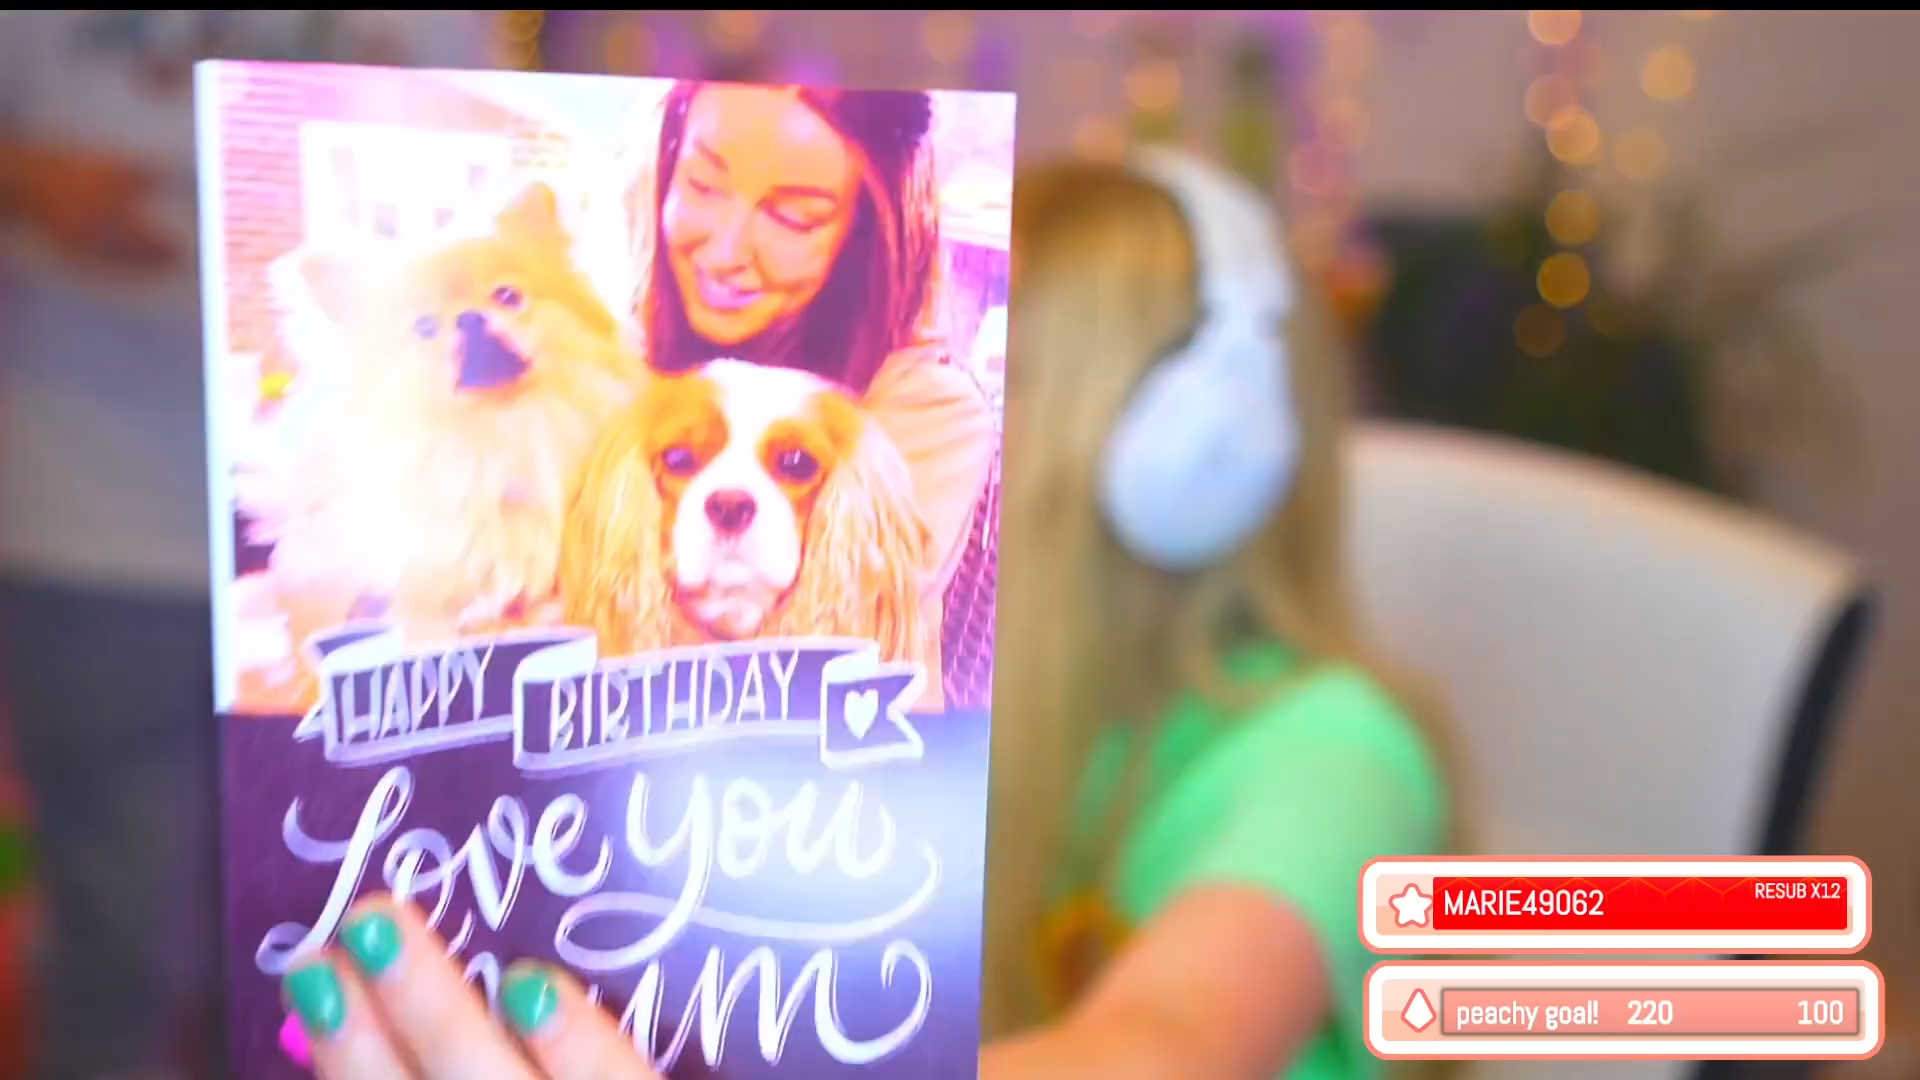 HAPPY BIRTHDAY
Love you
MARIE49062
RESUB X12
peachy goal! 220 100